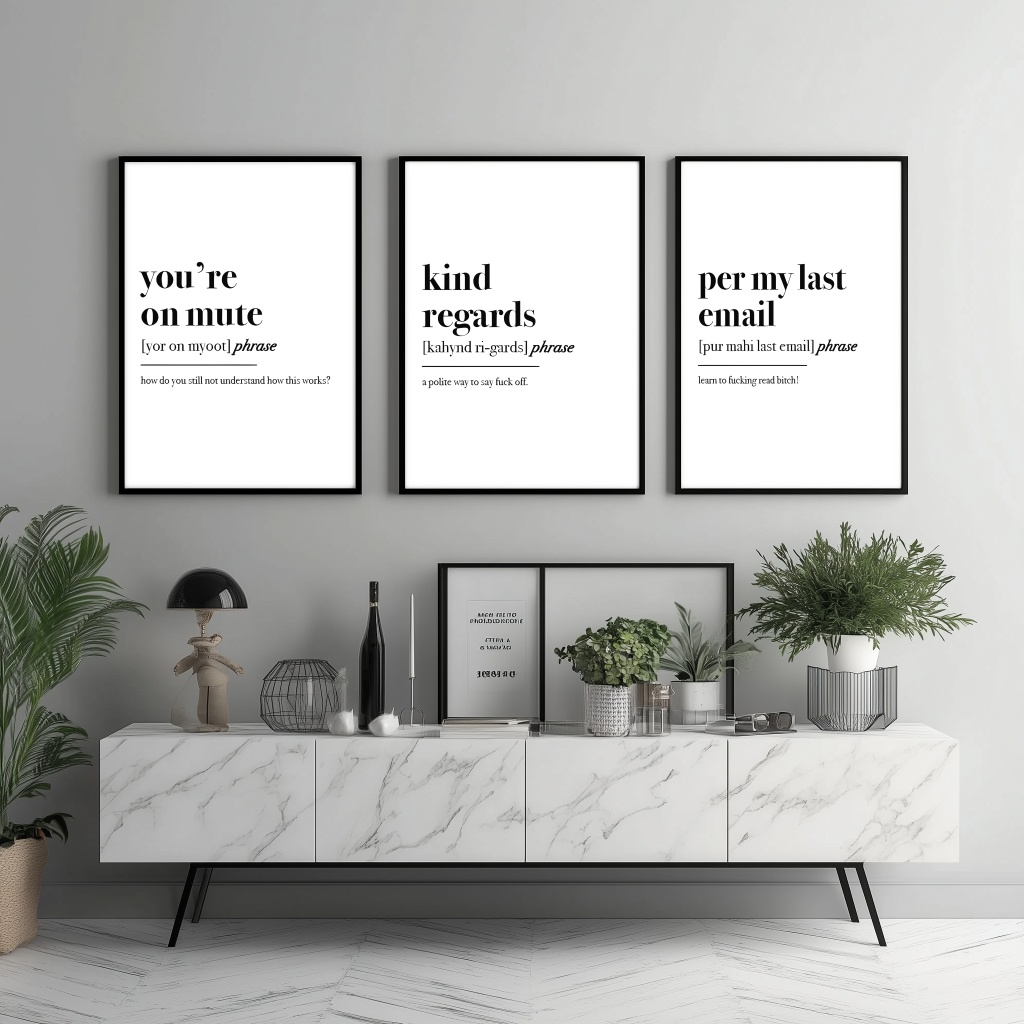 you’re
on mute
[yor on myoot] phrase
how do you still not understand how this works?
kind
regards
[kahynd ri-gards] phrase
a polite way to say fuck off.
per my last
email
[pur mahi last email] phrase
learn to fucking read bitch!